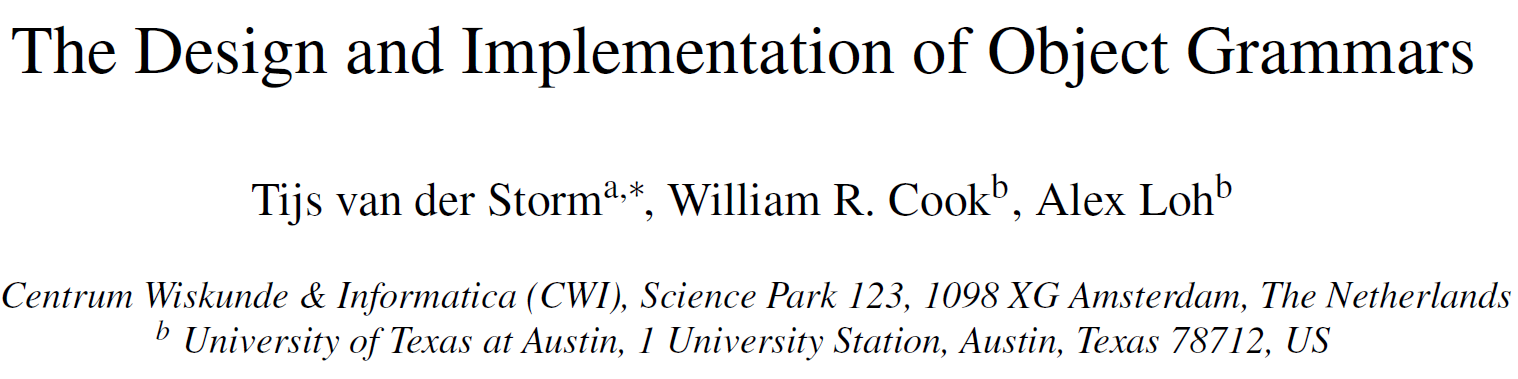 The Design and Implementation of Object Grammars
Tijs van der Storm^a,*, William R. Cook^b, Alex Loh^b
Centrum Wiskunde & Informatica (CWI), Science Park 123, 1098 XG Amsterdam, The Netherlands
^b University of Texas at Austin, 1 University Station, Austin, Texas 78712, US